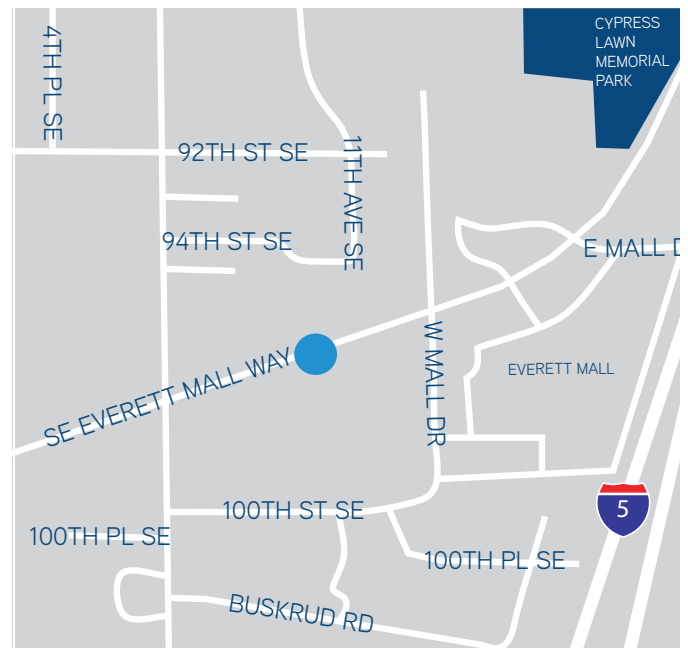 CYPRESS
LAWN
MEMORIAL
PARK
4TH PL SE
92TH ST SE
11TH AVE SE
94TH ST SE
E MALL D
SE EVERETT MALL WAY
W MALL DR
EVERETT MALL
100TH ST SE
5
100TH PL SE
100TH PL SE
BUSKRUD RD